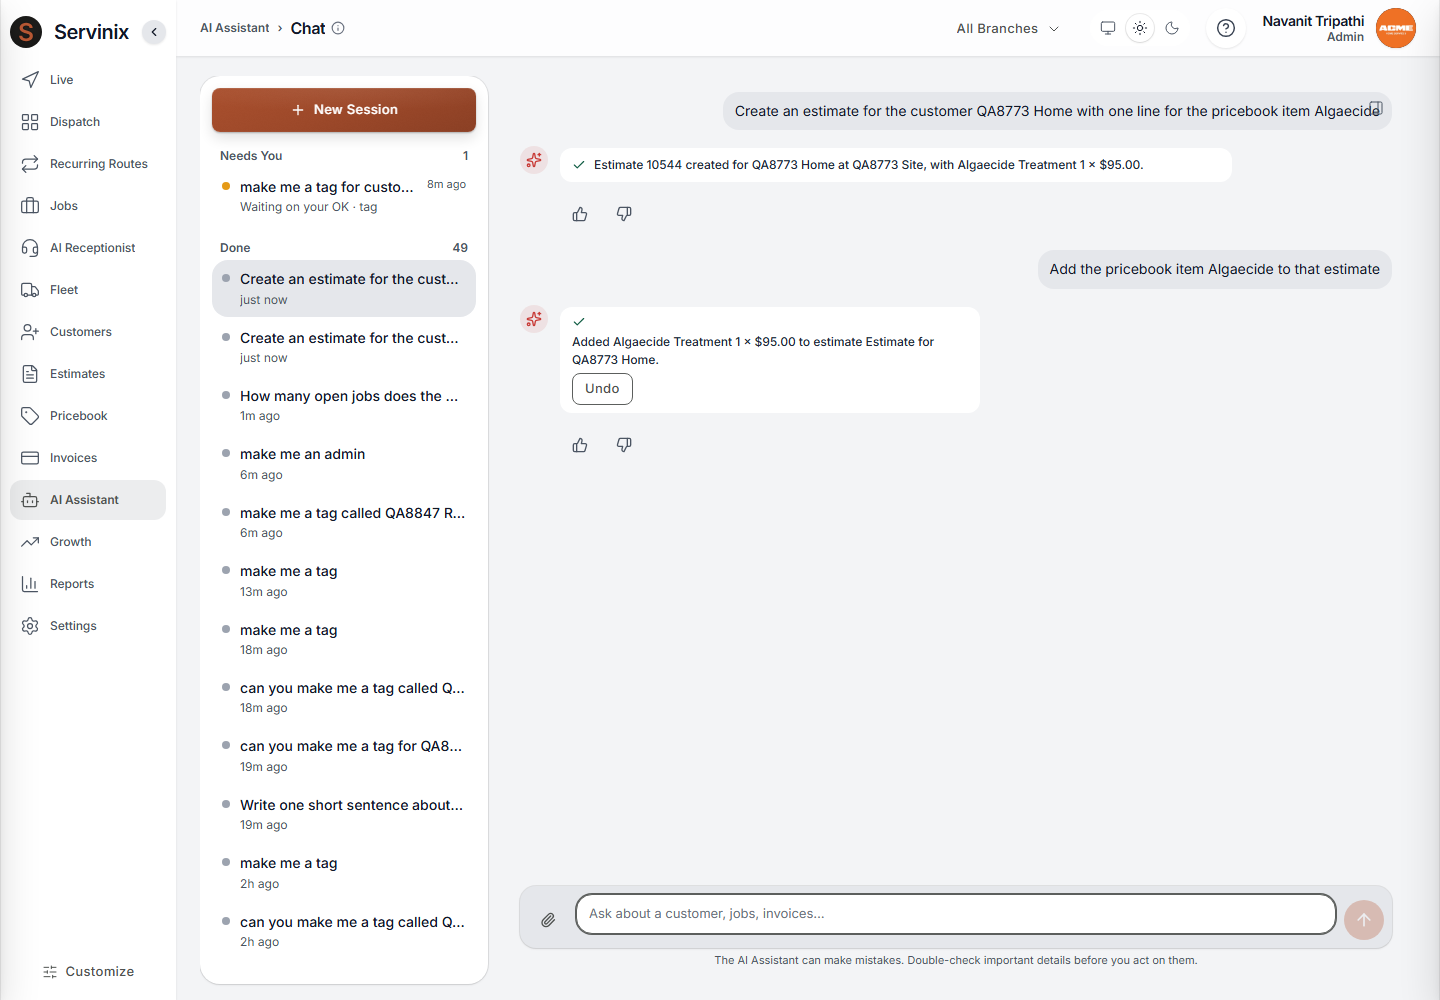 S
Servinix
Live
Dispatch
Recurring Routes
Jobs
AI Receptionist
Fleet
Customers
Estimates
Pricebook
Invoices
AI Assistant
Growth
Reports
Settings
Customize
AI Assistant › Chat
All Branches
Navanit Tripathi
Admin
ACME
+ New Session
Needs You 1
make me a tag for custo... 8m ago
Waiting on your OK · tag
Done 49
Create an estimate for the cust...
just now
Create an estimate for the cust...
just now
How many open jobs does the ...
1m ago
make me an admin
6m ago
make me a tag called QA8847 R...
6m ago
make me a tag
13m ago
make me a tag
18m ago
can you make me a tag called Q...
18m ago
can you make me a tag for QA8...
19m ago
Write one short sentence about...
19m ago
make me a tag
2h ago
can you make me a tag called Q...
2h ago
Create an estimate for the customer QA8773 Home with one line for the pricebook item Algaecide
Estimate 10544 created for QA8773 Home at QA8773 Site, with Algaecide Treatment 1 × $95.00.
Add the pricebook item Algaecide to that estimate
Added Algaecide Treatment 1 × $95.00 to estimate Estimate for
QA8773 Home.
Undo
Ask about a customer, jobs, invoices...
The AI Assistant can make mistakes. Double-check important details before you act on them.